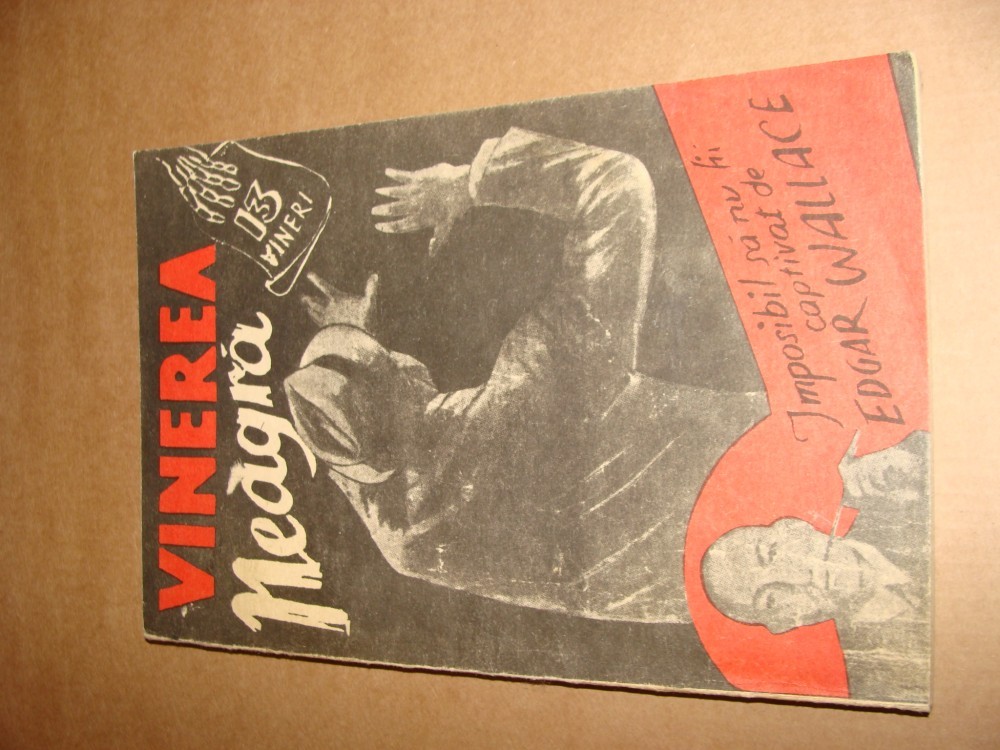 VINEREA
Neagră
13
VINERI
Imposibil să nu fii
captivat de
EDGAR WALLACE